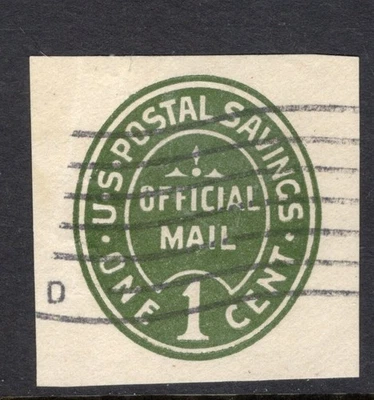 U.S. POSTAL SAVINGS
OFFICIAL
MAIL
ONE 1 CENT
D